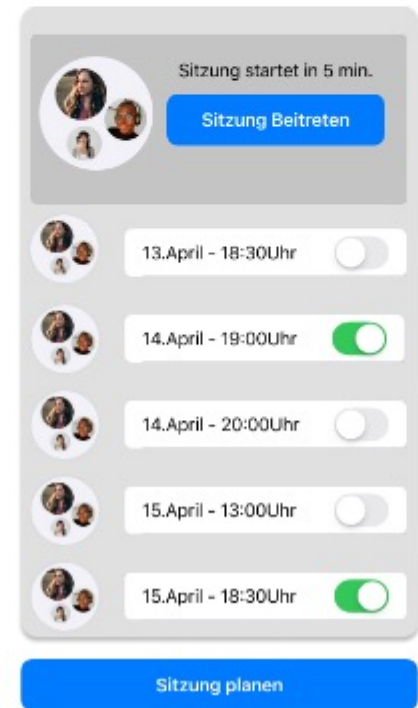 Sitzung startet in 5 min.
Sitzung Beitreten
13.April - 18:30Uhr
14.April - 19:00Uhr
14.April - 20:00Uhr
15.April - 13:00Uhr
15.April - 18:30Uhr
Sitzung planen